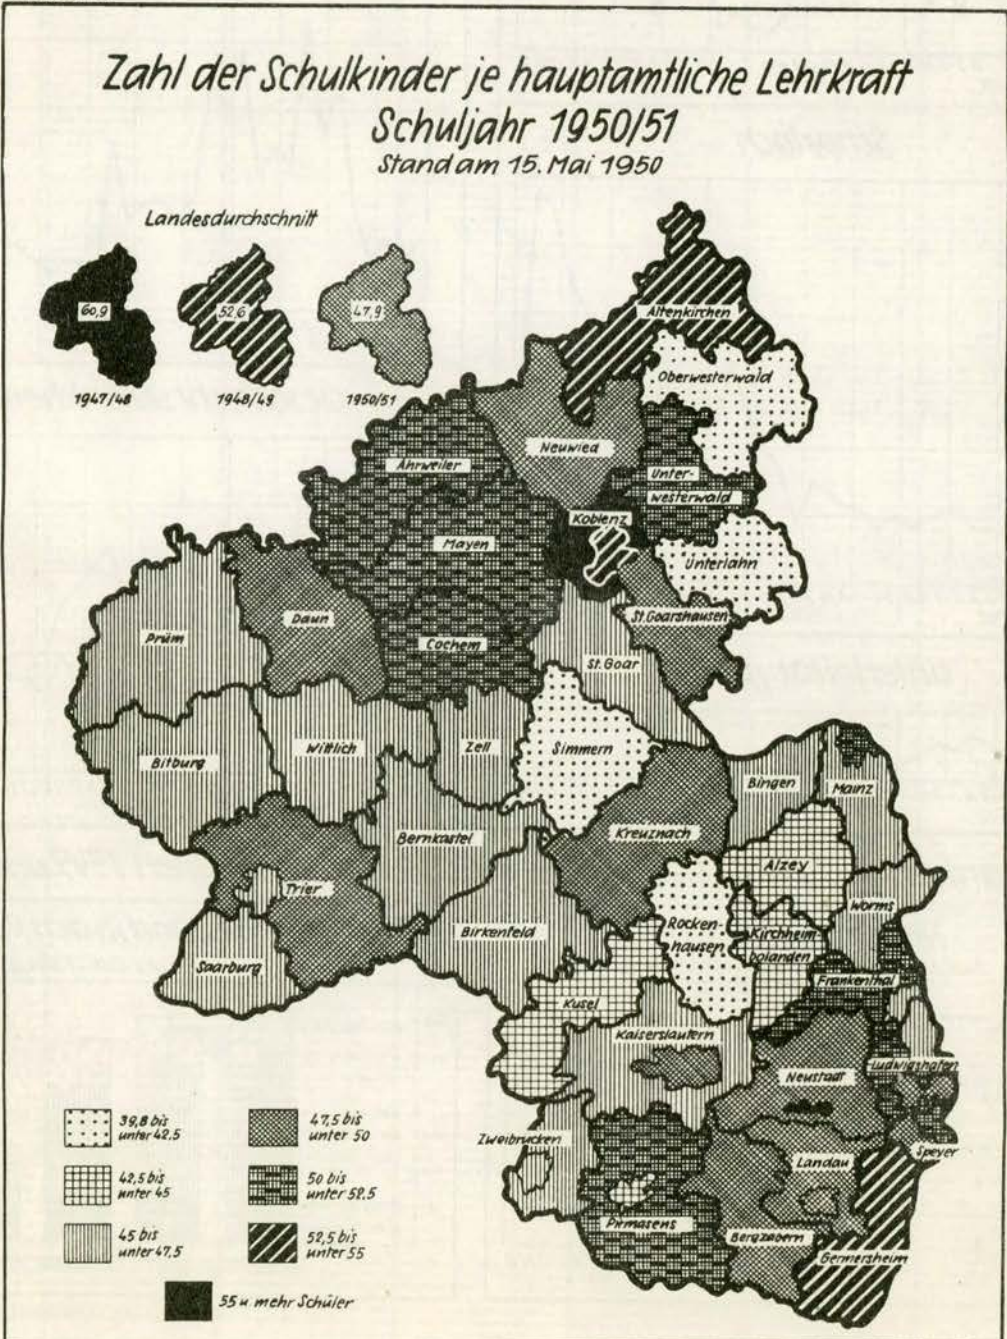 Zahl der Schulkinder je hauptamtliche Lehrkraft
Schuljahr 1950/51
Stand am 15. Mai 1950
Landesdurchschnitt
60,9
52,6
47,9
1947/48
1948/49
1950/51
Altenkirchen
Oberwesterwald
Neuwied
Ahrweiler
Unter-
westerwald
Koblenz
Mayen
Unterlahn
St.Goarshausen
Daun
Prüm
Cochem
St.Goar
Wittlich
Zell
Simmern
Bitburg
Bingen
Mainz
Kreuznach
Bernkastel
Alzey
Trier
Worms
Rocken-
hausen
Kirchheim-
bolanden
Birkenfeld
Saarburg
Frankenthal
Kusel
Kaiserslautern
Ludwigshafen
Neustadt
Zweibrücken
Speyer
Landau
Pirmasens
Bergzabern
Germersheim
39,8 bis
unter 42,5
47,5 bis
unter 50
42,5 bis
unter 45
50 bis
unter 52,5
45 bis
unter 47,5
52,5 bis
unter 55
55 u. mehr Schüler